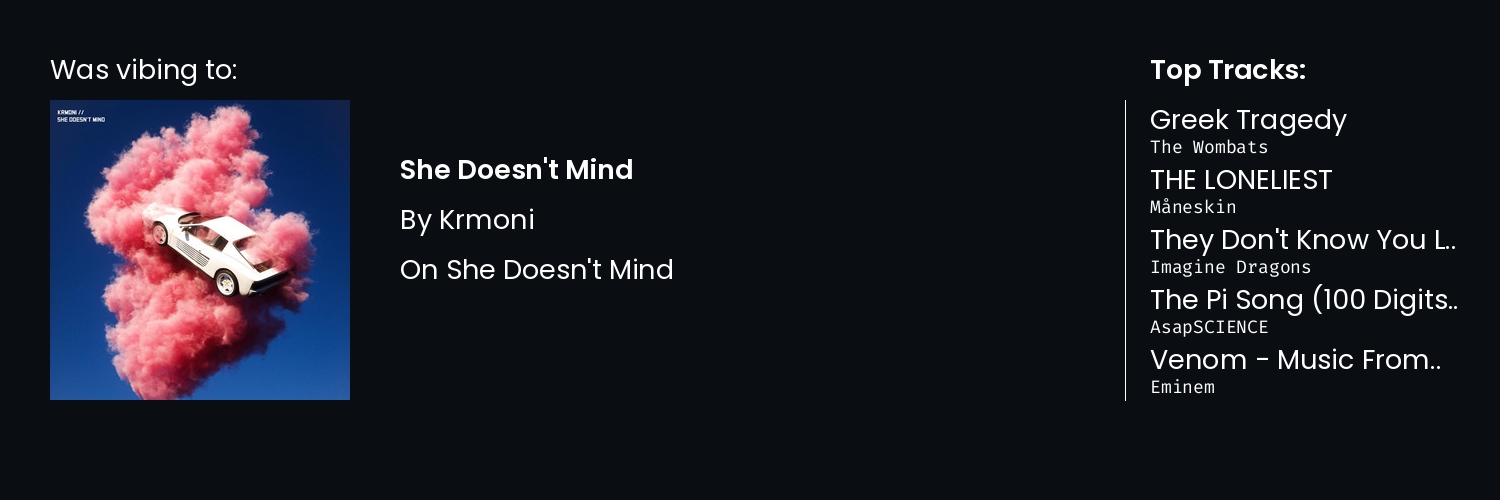 Was vibing to:
KRMONI //
SHE DOESN'T MIND
She Doesn't Mind
By Krmoni
On She Doesn't Mind
Top Tracks:
Greek Tragedy
The Wombats
THE LONELIEST
Måneskin
They Don't Know You L..
Imagine Dragons
The Pi Song (100 Digits..
AsapSCIENCE
Venom - Music From..
Eminem